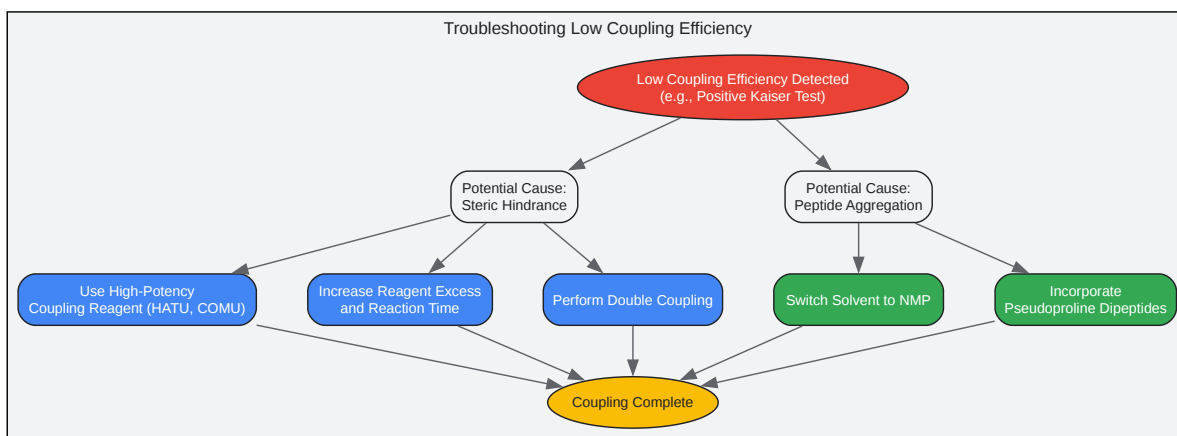 Troubleshooting Low Coupling Efficiency
Low Coupling Efficiency Detected
(e.g., Positive Kaiser Test)
Potential Cause:
Steric Hindrance
Potential Cause:
Peptide Aggregation
Use High-Potency
Coupling Reagent (HATU, COMU)
Increase Reagent Excess
and Reaction Time
Perform Double Coupling
Switch Solvent to NMP
Incorporate
Pseudoproline Dipeptides
Coupling Complete